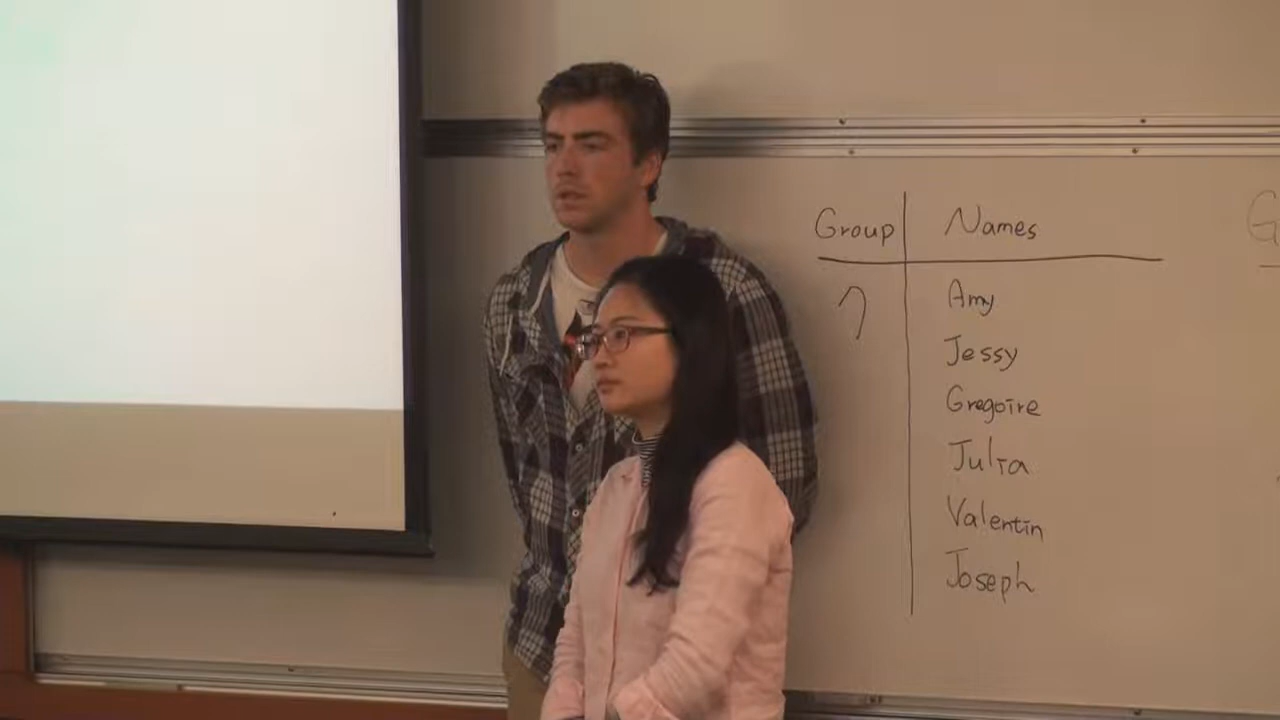 Group Names
7 Amy
Jessy
Gregoire
Julia
Valentin
Joseph
G